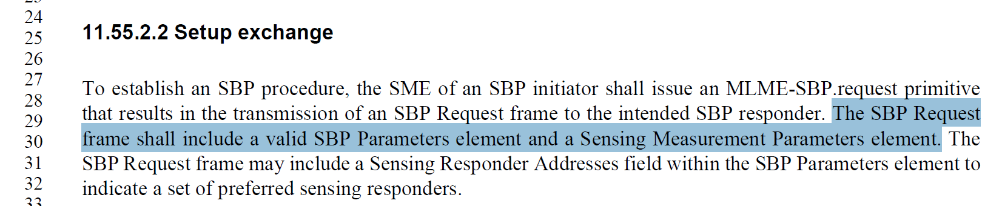 24
11.55.2.2 Setup exchange
25
26
27
To establish an SBP procedure, the SME of an SBP initiator shall issue an MLME-SBP.request primitive
28
that results in the transmission of an SBP Request frame to the intended SBP responder. The SBP Request
29
frame shall include a valid SBP Parameters element and a Sensing Measurement Parameters element. The
30
31
SBP Request frame may include a Sensing Responder Addresses field within the SBP Parameters element to
32
indicate a set of preferred sensing responders.